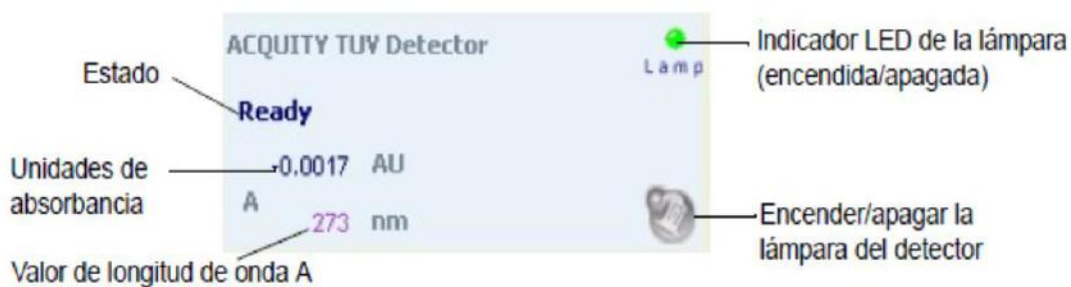 ACQUITY TUV Detector
Lamp
Indicador LED de la lámpara
(encendida/apagada)
Estado
Ready
Unidades de
absorbancia
-0.0017 AU
A
273 nm
Encender/apagar la
lámpara del detector
Valor de longitud de onda A